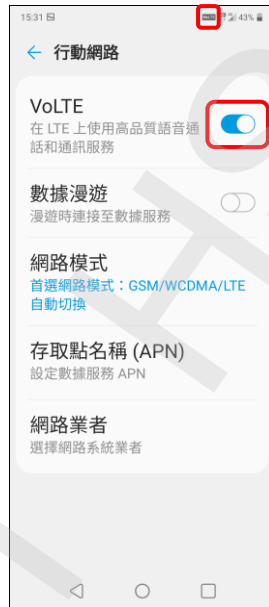 15:31
43%
行動網路
VoLTE
在 LTE 上使用高品質語音通
話和通訊服務
數據漫遊
漫遊時連接至數據服務
網路模式
首選網路模式：GSM/WCDMA/LTE
自動切換
存取點名稱 (APN)
設定數據服務 APN
網路業者
選擇網路系統業者